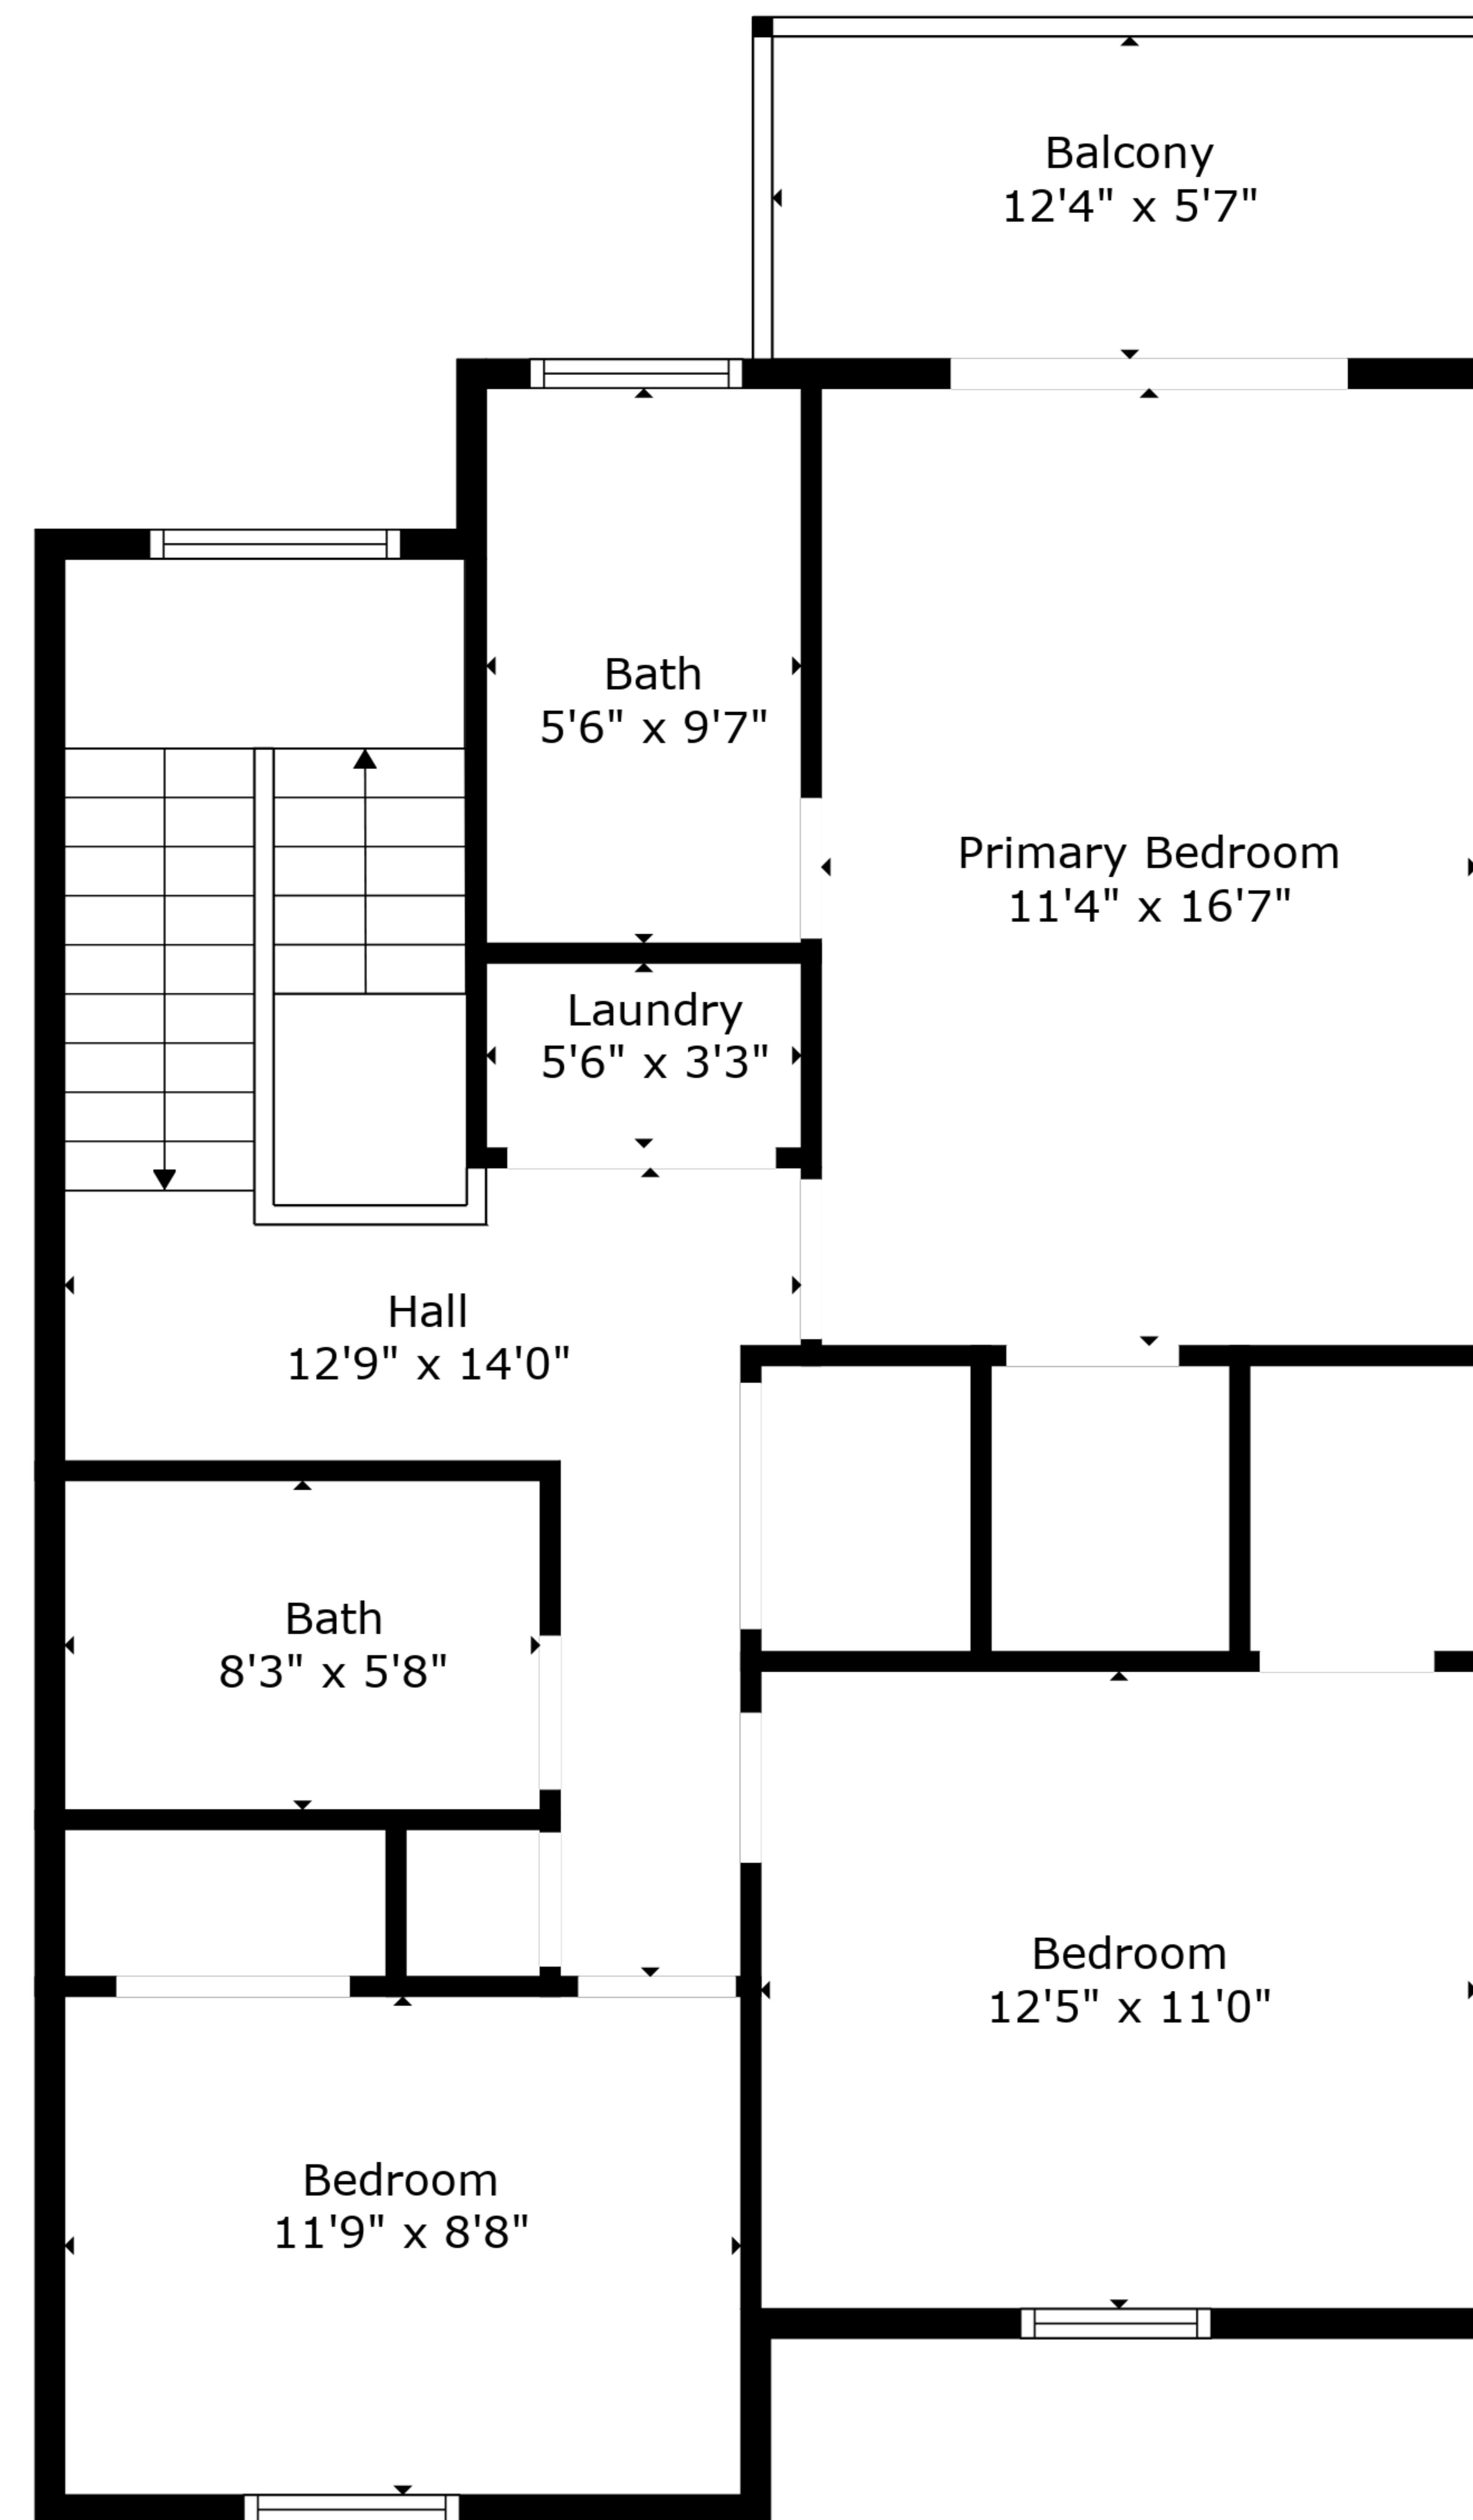 Balcony
12'4" x 5'7"
Bath
5'6" x 9'7"
Primary Bedroom
11'4" x 16'7"
Laundry
5'6" x 3'3"
Hall
12'9" x 14'0"
Bath
8'3" x 5'8"
Bedroom
12'5" x 11'0"
Bedroom
11'9" x 8'8"